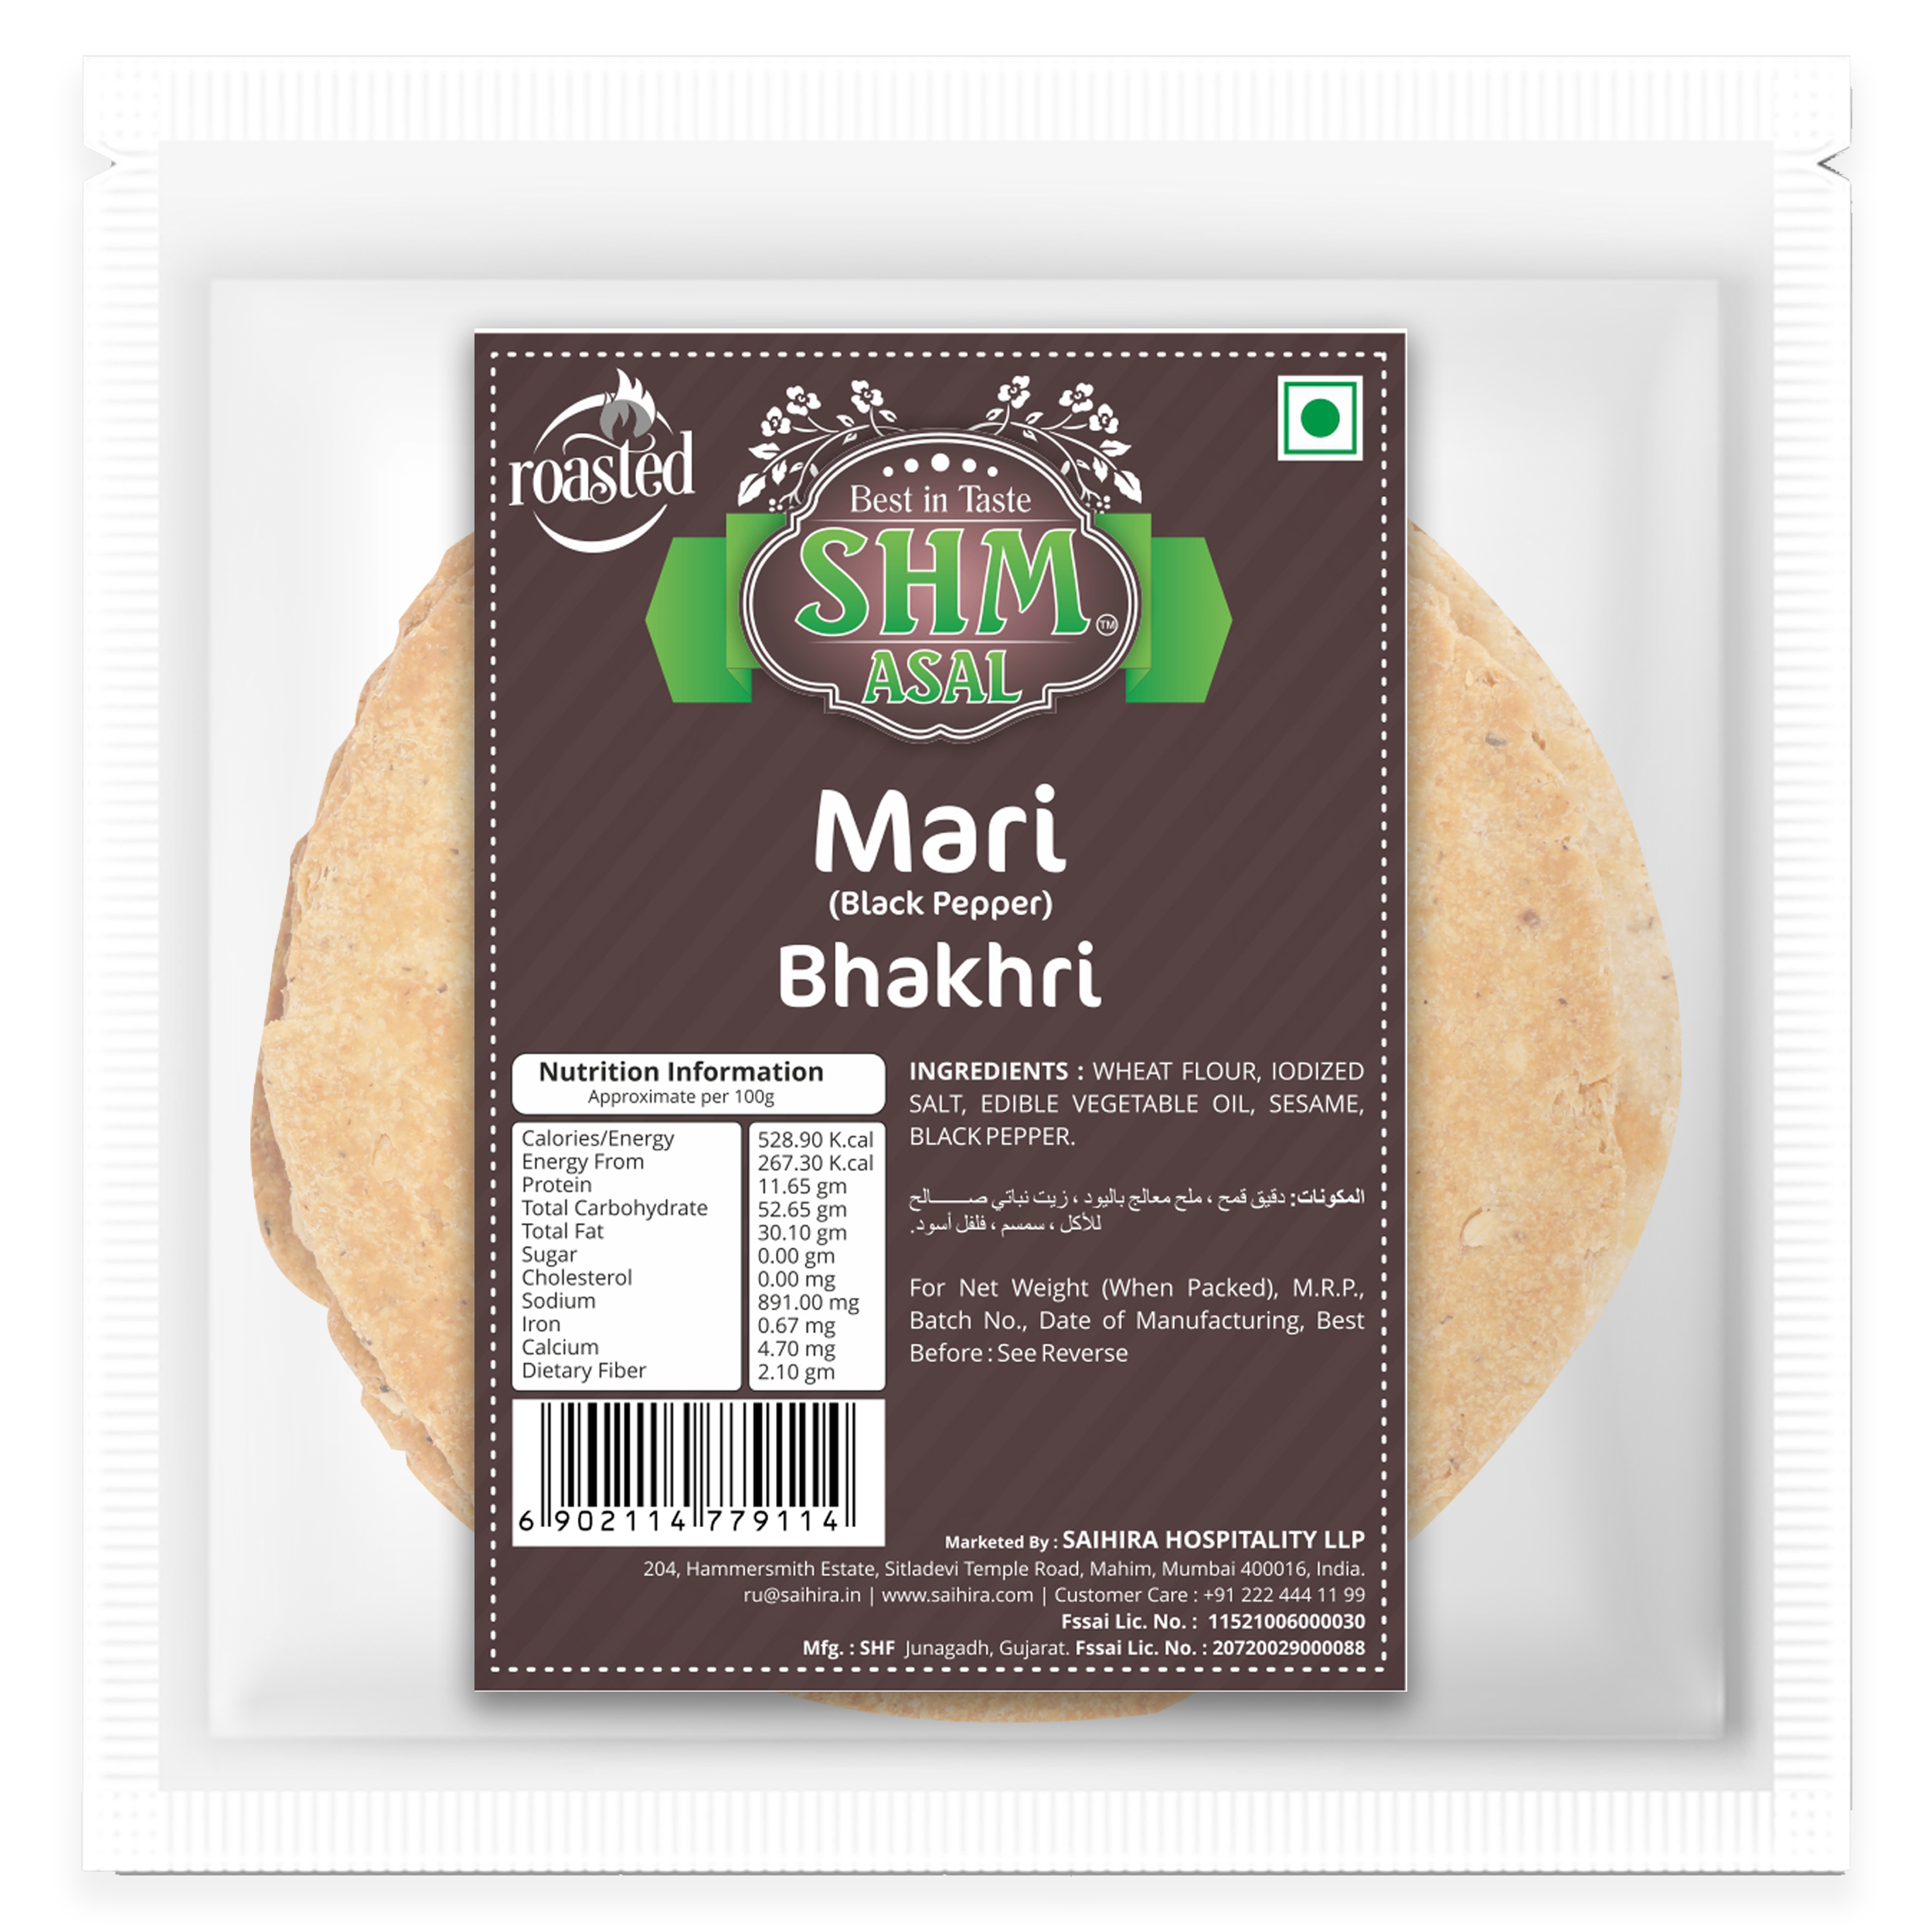 roasted
Best in Taste
SHM
TM
ASAL
Mari
(Black Pepper)
Bhakhri
Nutrition Information
Approximate per 100g
Calories/Energy 528.90 K.cal
Energy From 267.30 K.cal
Protein 11.65 gm
Total Carbohydrate 52.65 gm
Total Fat 30.10 gm
Sugar 0.00 gm
Cholesterol 0.00 mg
Sodium 891.00 mg
Iron 0.67 mg
Calcium 4.70 mg
Dietary Fiber 2.10 gm
6 902114 779114
INGREDIENTS : WHEAT FLOUR, IODIZED
SALT, EDIBLE VEGETABLE OIL, SESAME,
BLACK PEPPER.
المكونات: دقيق قمح ، ملح معالج باليود ، زيت نباتي صـــــالح
للأكل ، سمسم ، فلفل أسود.
For Net Weight (When Packed), M.R.P.,
Batch No., Date of Manufacturing, Best
Before : See Reverse
Marketed By : SAIHIRA HOSPITALITY LLP
204, Hammersmith Estate, Sitladevi Temple Road, Mahim, Mumbai 400016, India.
ru@saihira.in | www.saihira.com | Customer Care : +91 222 444 11 99
Fssai Lic. No. : 11521006000030
Mfg. : SHF Junagadh, Gujarat. Fssai Lic. No. : 20720029000088